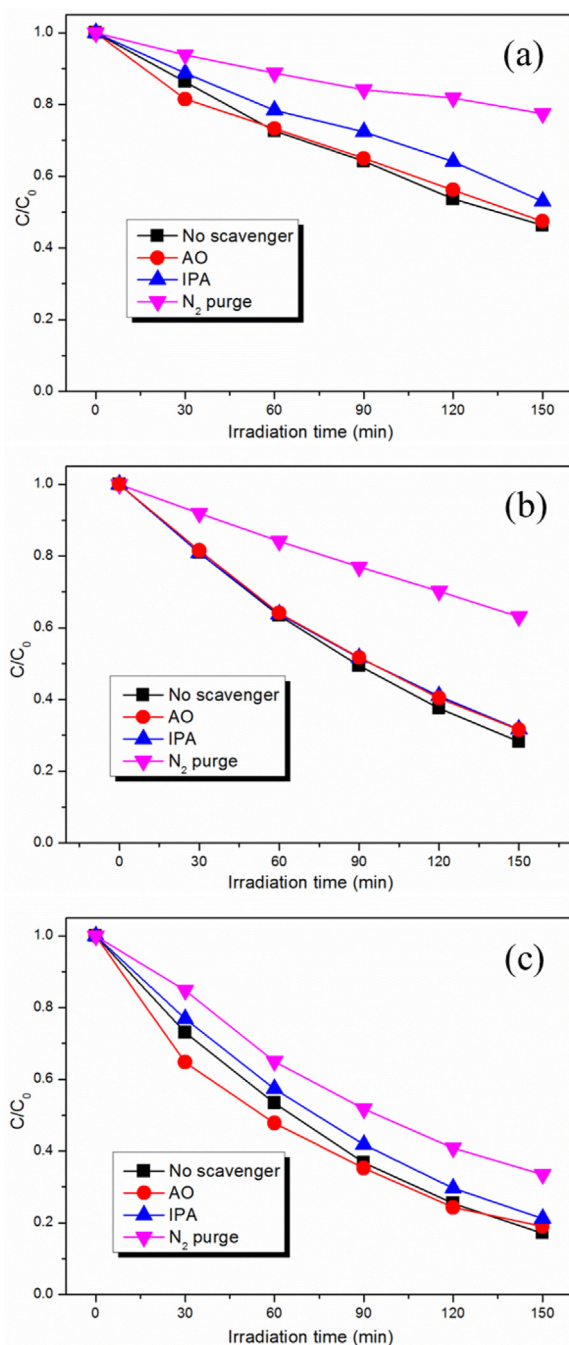 (a)
C/C₀
1.0
0.8
0.6
0.4
0.2
0.0
No scavenger
AO
IPA
N₂ purge
0 30 60 90 120 150
Irradiation time (min)
(b)
C/C₀
1.0
0.8
0.6
0.4
0.2
0.0
No scavenger
AO
IPA
N₂ purge
0 30 60 90 120 150
Irradiation time (min)
(c)
C/C₀
1.0
0.8
0.6
0.4
0.2
0.0
No scavenger
AO
IPA
N₂ purge
0 30 60 90 120 150
Irradiation time (min)